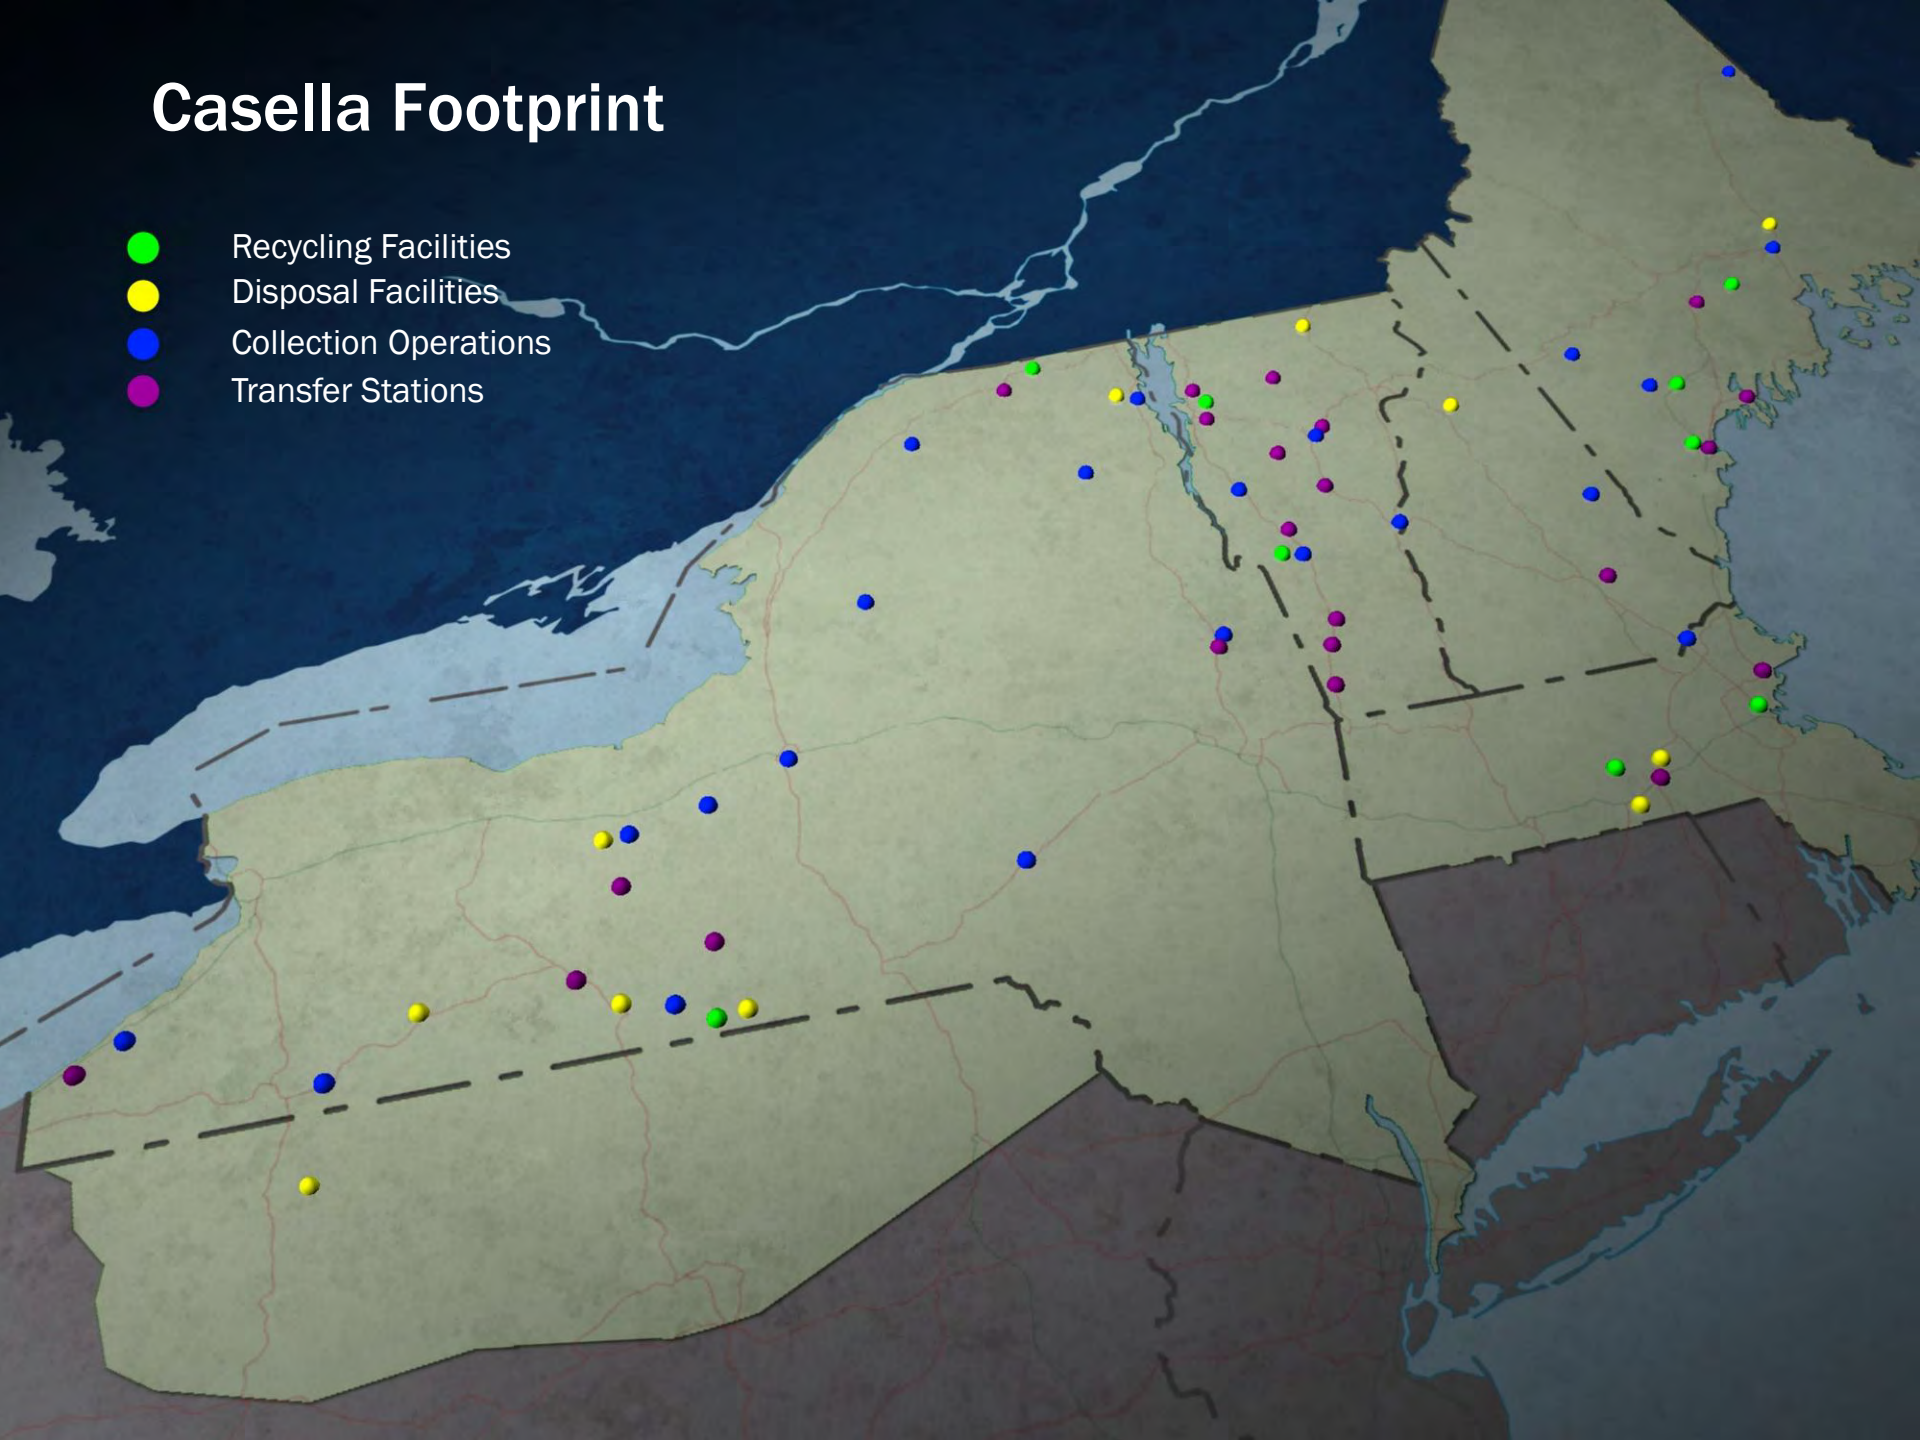 Casella Footprint
Recycling Facilities
Disposal Facilities
Collection Operations
Transfer Stations